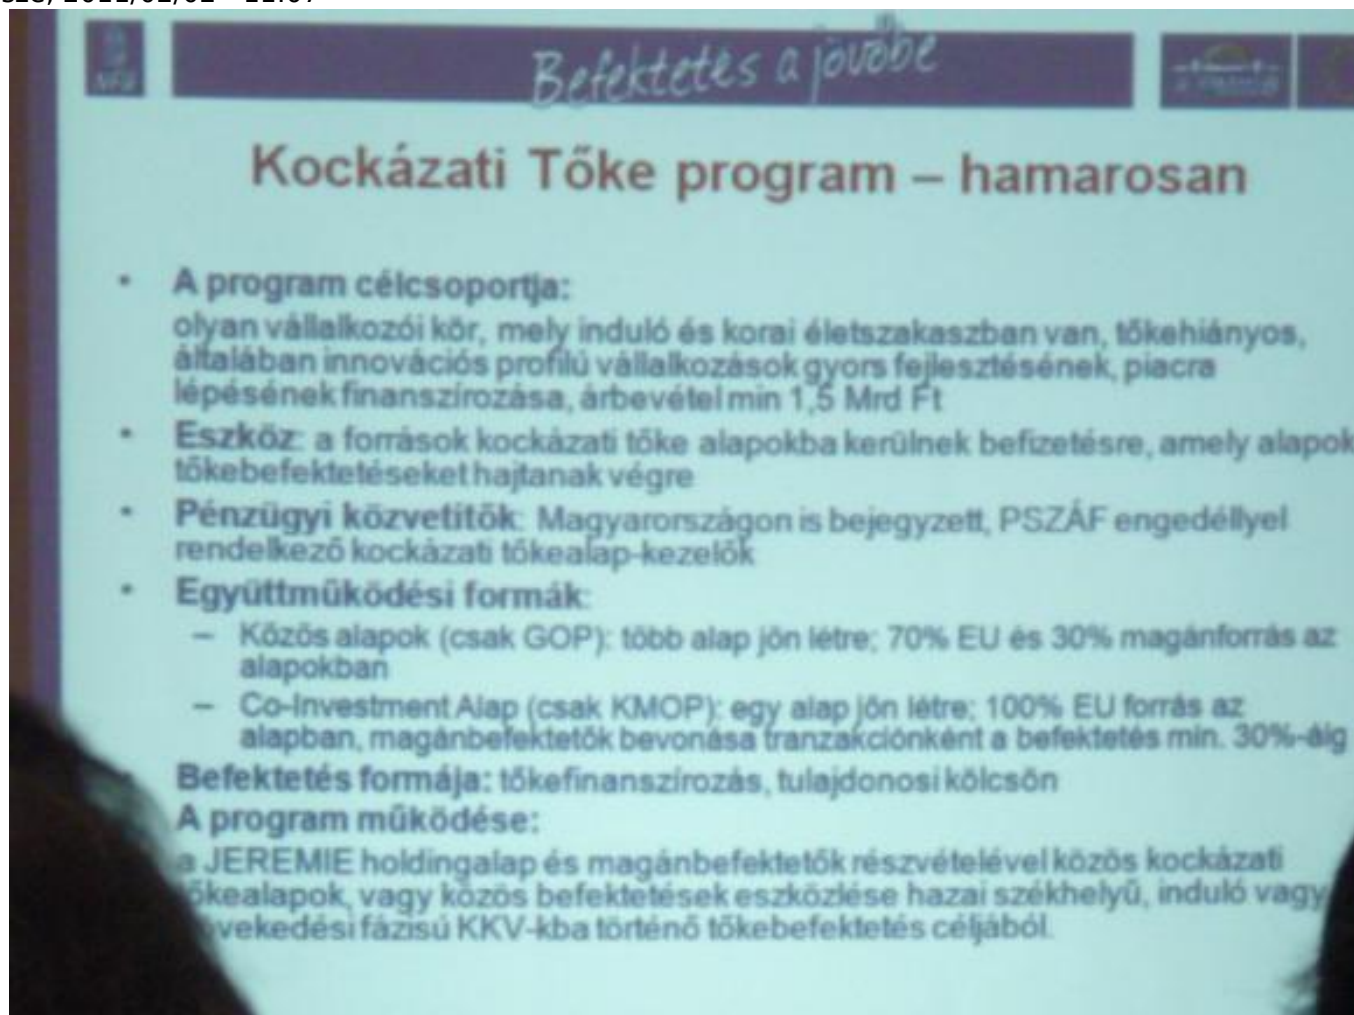 Befektetés a jövőbe
NFÜ
Kockázati Tőke program – hamarosan
• A program célcsoportja:
olyan vállalkozói kör, mely induló és korai életszakaszban van, tőkehiányos,
általában innovációs profilú vállalkozások gyors fejlesztésének, piacra
lépésének finanszírozása, árbevétel min 1,5 Mrd Ft
• Eszköz: a források kockázati tőke alapokba kerülnek befizetésre, amely alapok
tőkebefektetéseket hajtanak végre
• Pénzügyi közvetítők: Magyarországon is bejegyzett, PSZÁF engedéllyel
rendelkező kockázati tőkealap-kezelők
• Együttműködési formák:
– Közös alapok (csak GOP): több alap jön létre; 70% EU és 30% magánforrás az
alapokban
– Co-Investment Alap (csak KMOP): egy alap jön létre; 100% EU forrás az
alapban, magánbefektetők bevonása tranzakciónként a befektetés min. 30%-áig
Befektetés formája: tőkefinanszírozás, tulajdonosi kölcsön
A program működése:
a JEREMIE holdingalap és magánbefektetők részvételével közös kockázati
őkealapok, vagy közös befektetések eszközlése hazai székhelyű, induló vagy
vekedési fázisú KKV-kba történő tőkebefektetés céljából.